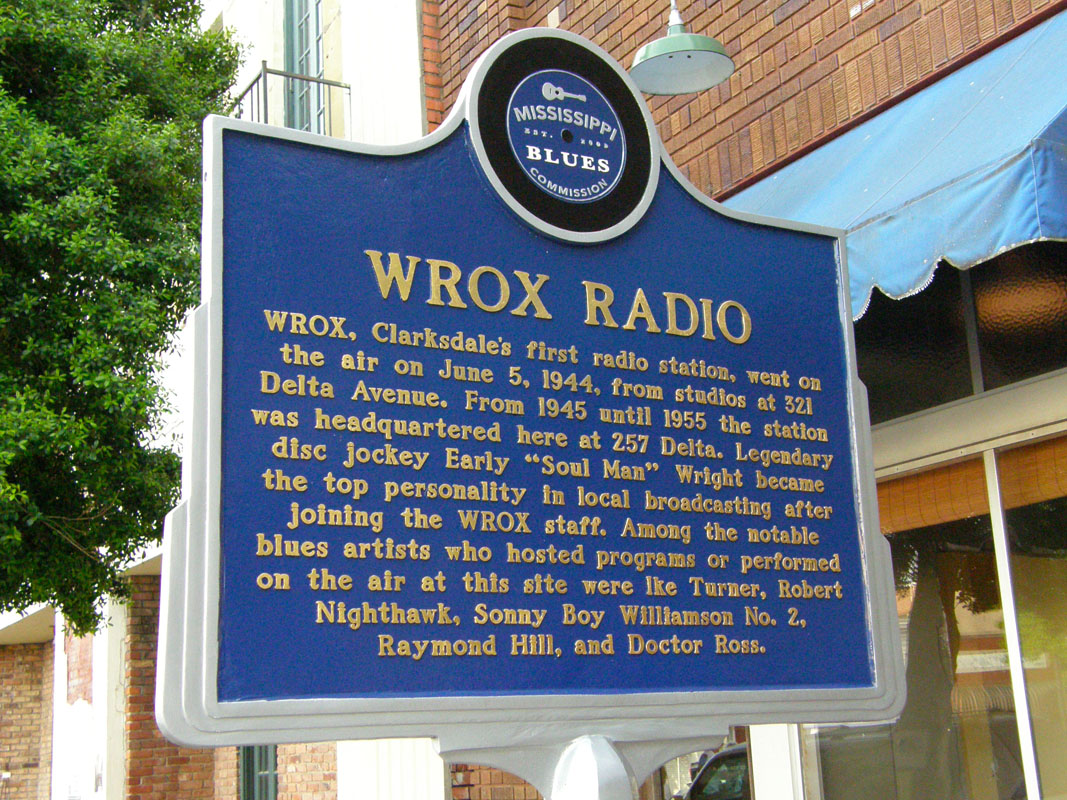 MISSISSIPPI
EST. 2003
BLUES
COMMISSION
WROX RADIO
WROX, Clarksdale's first radio station, went on
the air on June 5, 1944, from studios at 321
Delta Avenue. From 1945 until 1955 the station
was headquartered here at 257 Delta. Legendary
disc jockey Early "Soul Man" Wright became
the top personality in local broadcasting after
joining the WROX staff. Among the notable
blues artists who hosted programs or performed
on the air at this site were Ike Turner, Robert
Nighthawk, Sonny Boy Williamson No. 2,
Raymond Hill, and Doctor Ross.